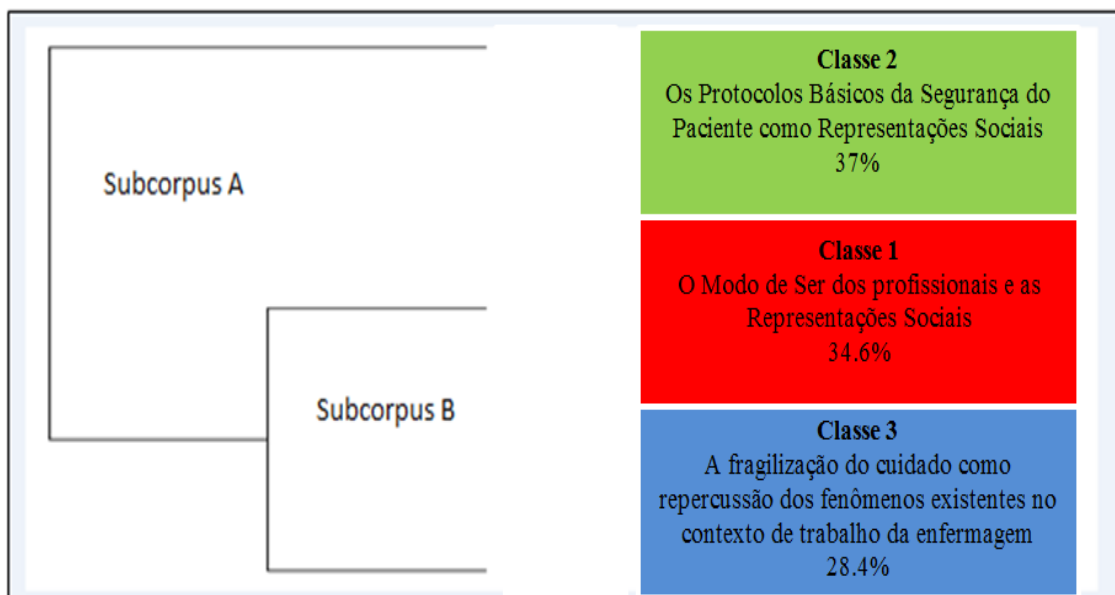 Subcorpus A
Subcorpus B
Classe 2
Os Protocolos Básicos da Segurança do
Paciente como Representações Sociais
37%
Classe 1
O Modo de Ser dos profissionais e as
Representações Sociais
34.6%
Classe 3
A fragilização do cuidado como
repercussão dos fenômenos existentes no
contexto de trabalho da enfermagem
28.4%